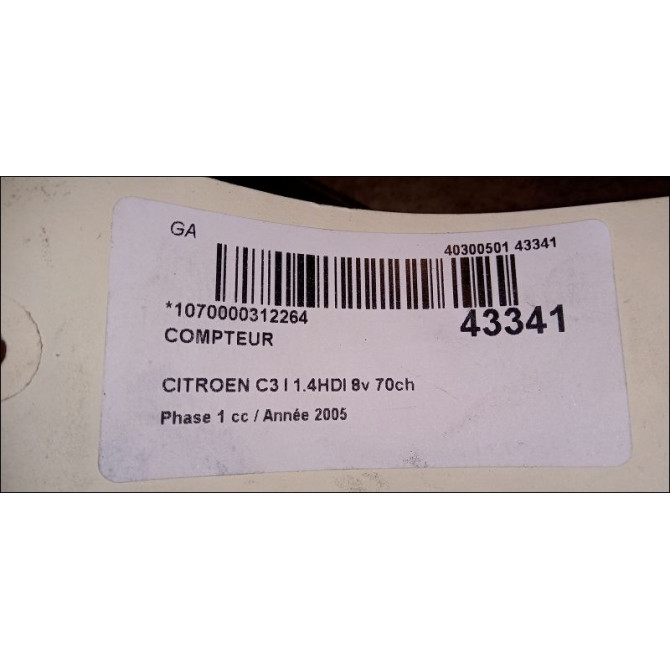 GA
40300501 43341
*1070000312264
43341
COMPTEUR
CITROEN C3 I 1.4HDI 8v 70ch
Phase 1 cc / Année 2005